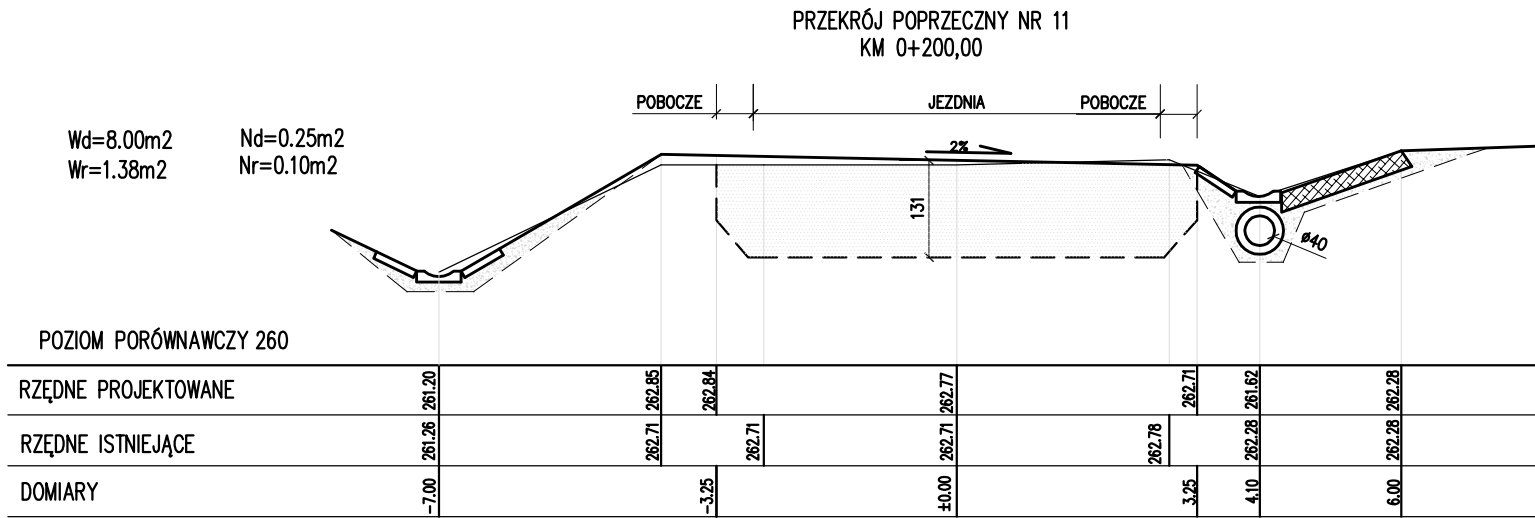 PRZEKRÓJ POPRZECZNY NR 11
KM 0+200,00
POBOCZE JEZDNIA POBOCZE
Wd=8.00m2 Nd=0.25m2
Wr=1.38m2 Nr=0.10m2
2%
131
ø40
POZIOM PORÓWNAWCZY 260
RZĘDNE PROJEKTOWANE 261.20 262.85 262.84 262.77 262.71 261.62 262.28
RZĘDNE ISTNIEJĄCE 261.26 262.71 262.71 262.71 262.78 262.28 262.28
DOMIARY -7.00 -3.25 ±0.00 3.25 4.10 6.00